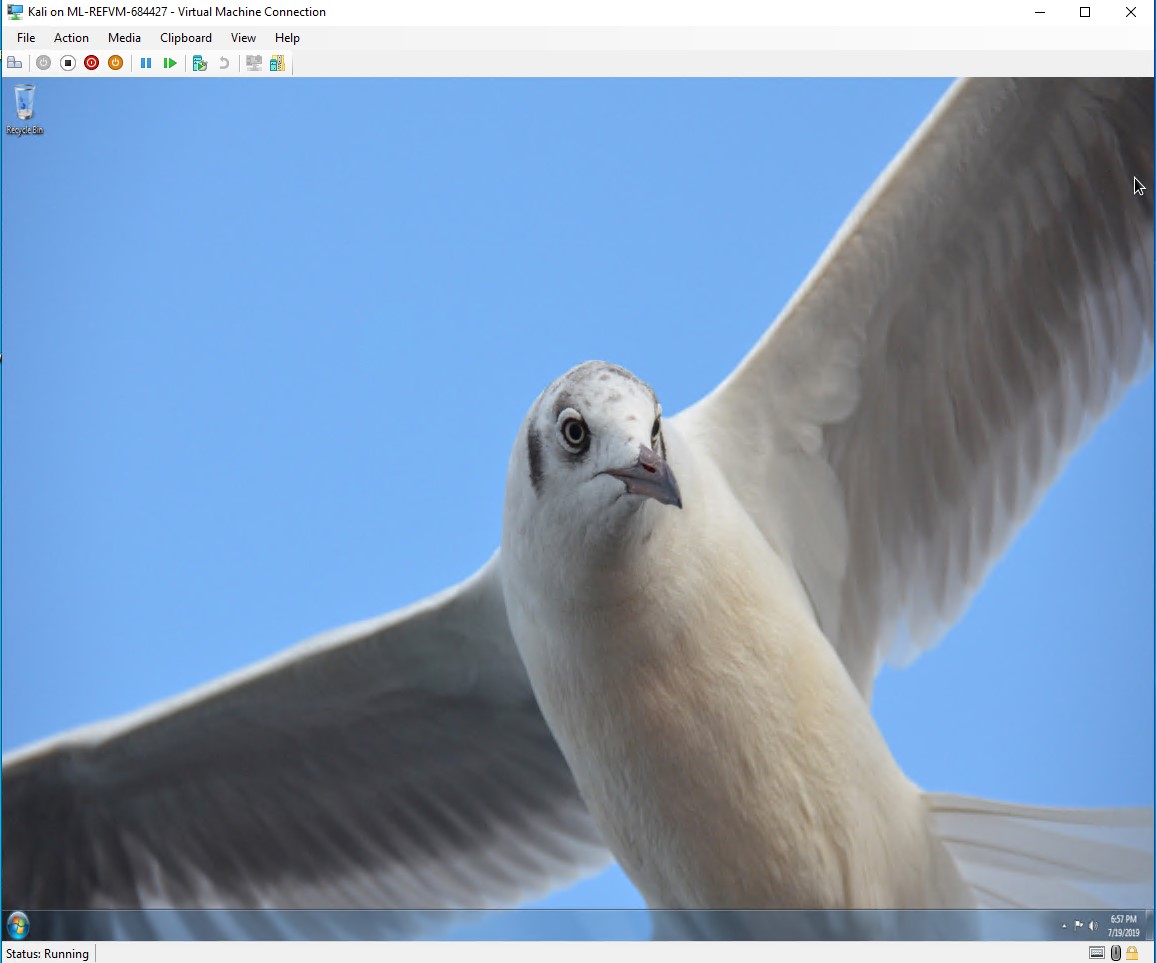 Kali on ML-REFVM-684427 - Virtual Machine Connection
File Action Media Clipboard View Help
Recycle Bin
6:57 PM
7/19/2019
Status: Running